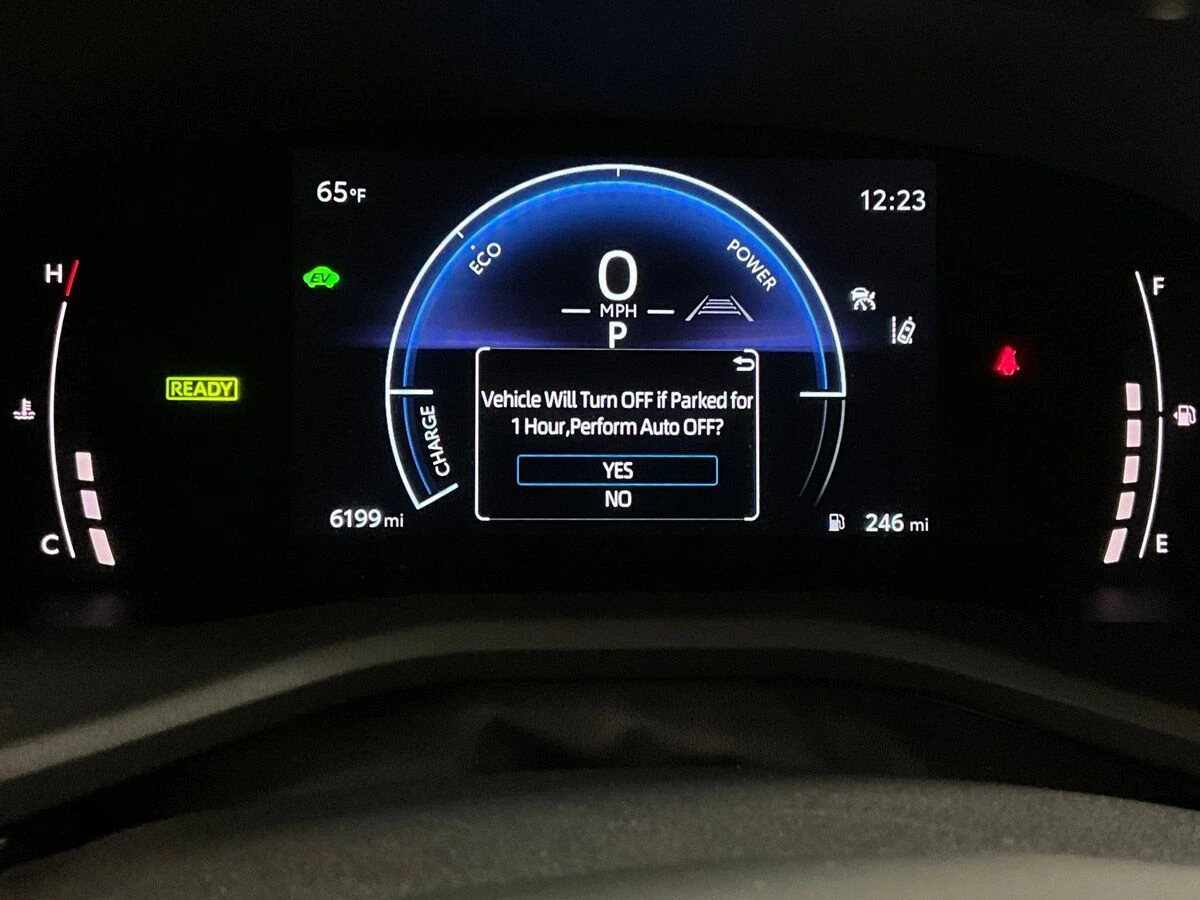 65°F
12:23
ECO
POWER
EV
H
F
0
MPH
P
READY
Vehicle Will Turn OFF if Parked for
1 Hour,Perform Auto OFF?
YES
NO
CHARGE
C
E
6199 mi
246 mi